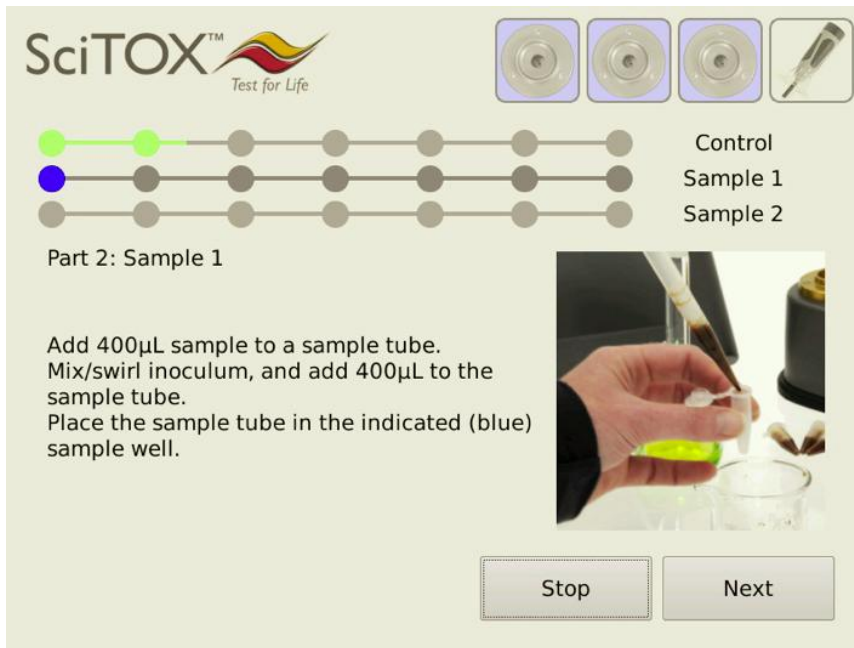 SciTOX™
Test for Life
Control
Sample 1
Sample 2
Part 2: Sample 1
Add 400µL sample to a sample tube.
Mix/swirl inoculum, and add 400µL to the
sample tube.
Place the sample tube in the indicated (blue)
sample well.
Stop
Next